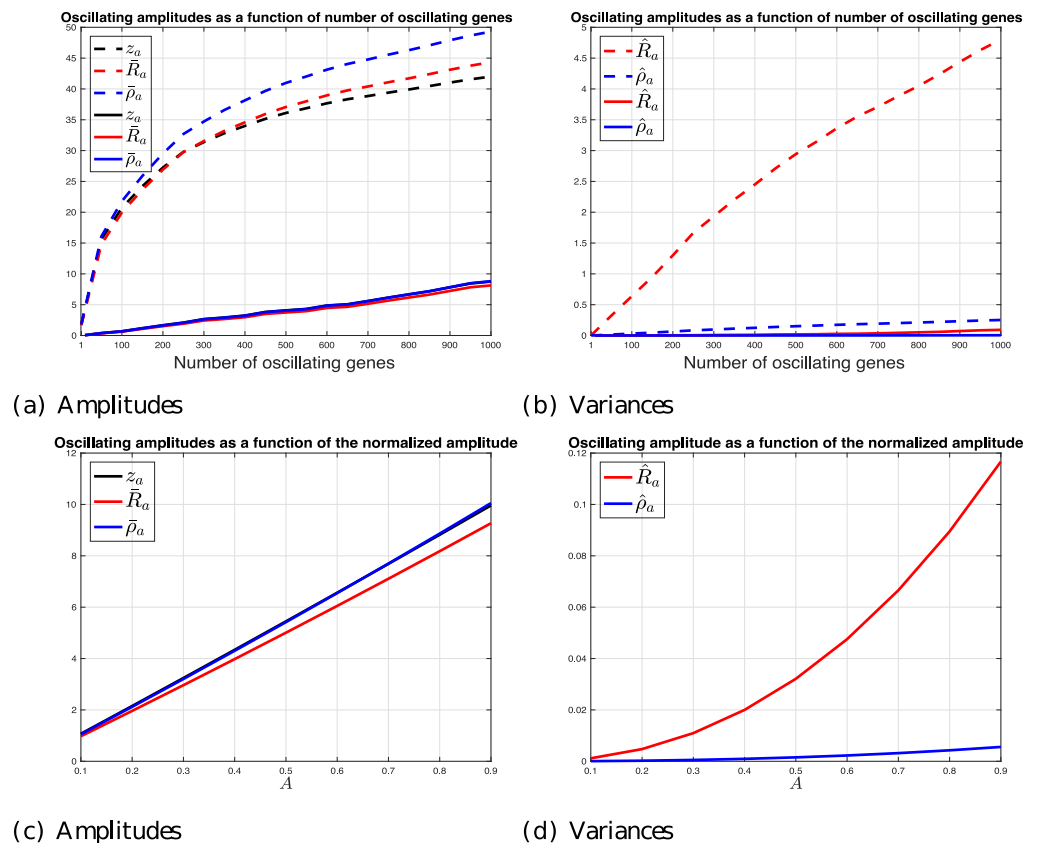 Oscillating amplitudes as a function of number of oscillating genes
50
45
40
35
30
25
20
15
10
5
0
z_a
R̄_a
ρ̄_a
z_a
R̄_a
ρ̄_a
1 100 200 300 400 500 600 700 800 900 1000
Number of oscillating genes
(a) Amplitudes
Oscillating amplitudes as a function of number of oscillating genes
5
4.5
4
3.5
3
2.5
2
1.5
1
0.5
0
R̂_a
ρ̂_a
R̂_a
ρ̂_a
1 100 200 300 400 500 600 700 800 900 1000
Number of oscillating genes
(b) Variances
Oscillating amplitudes as a function of the normalized amplitude
12
10
8
6
4
2
0
z_a
R̄_a
ρ̄_a
0.1 0.2 0.3 0.4 0.5 0.6 0.7 0.8 0.9
A
(c) Amplitudes
Oscillating amplitude as a function of the normalized amplitude
0.12
0.1
0.08
0.06
0.04
0.02
0
R̂_a
ρ̂_a
0.1 0.2 0.3 0.4 0.5 0.6 0.7 0.8 0.9
A
(d) Variances